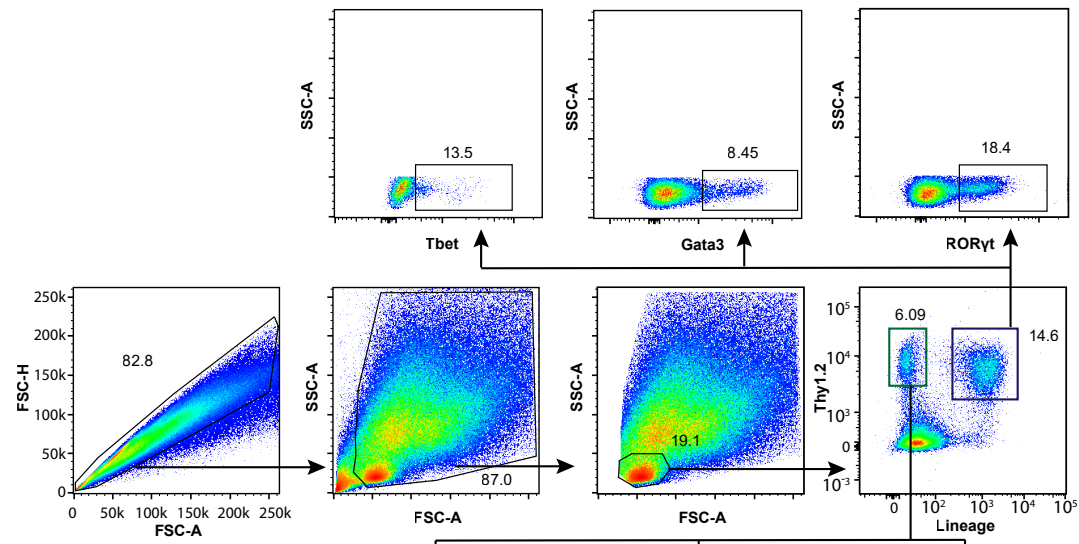 SSC-A
13.5
Tbet
SSC-A
8.45
Gata3
SSC-A
18.4
RORγt
FSC-H
250k
200k
150k
100k
50k
0
82.8
0 50k 100k 150k 200k 250k
FSC-A
SSC-A
87.0
FSC-A
SSC-A
19.1
FSC-A
Thy1.2
10⁵
10⁴
10³
0
-10³
6.09
14.6
0 10² 10³ 10⁴ 10⁵
Lineage